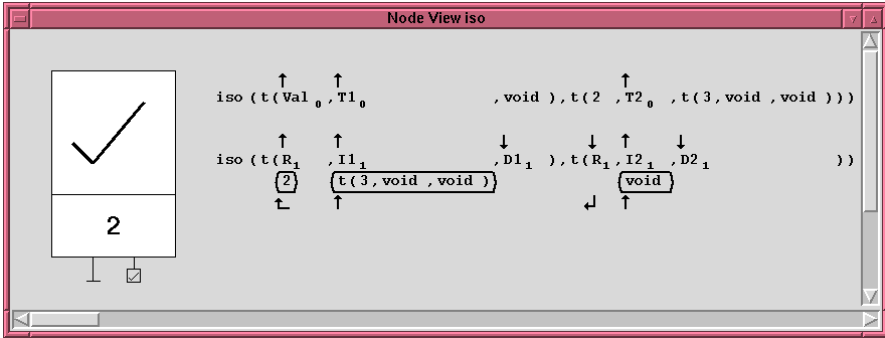 Node View iso
iso (t(Val₀ ,T1₀ ,void ),t(2 ,T2₀ ,t(3,void ,void )))
iso (t(R₁ ,I1₁ ,D1₁ ),t(R₁ ,I2₁ ,D2₁ ))
2 t(3,void ,void ) void
2